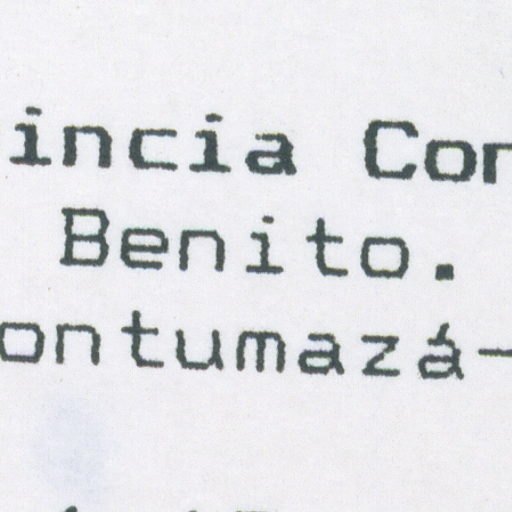 incia Con
Benito.
ontumazá-